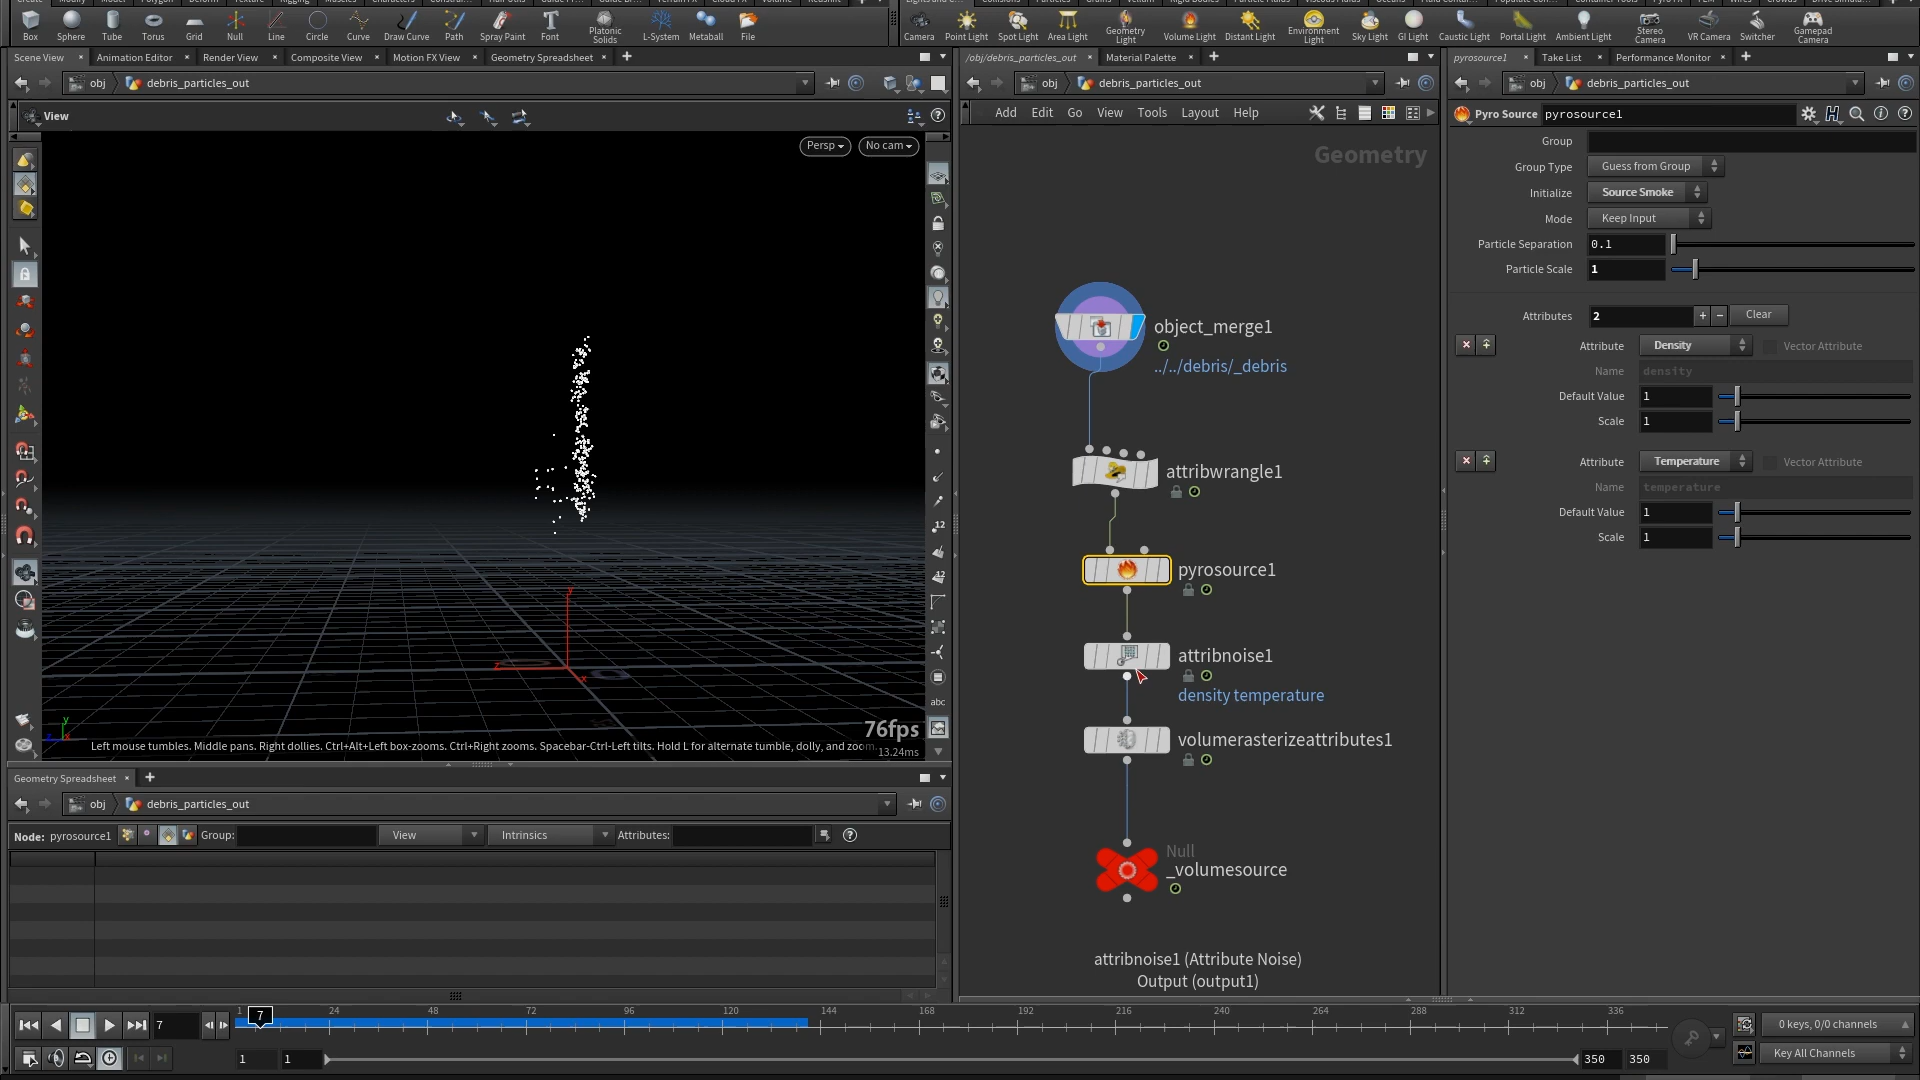 Box Sphere Tube Torus Grid Null Line Circle Curve Draw Curve Path Spray Paint Font Platonic Solids L-System Metaball File
Camera Point Light Spot Light Area Light Geometry Light Volume Light Distant Light Environment Light Sky Light GI Light Caustic Light Portal Light Ambient Light Stereo Camera VR Camera Switcher Gamepad Camera
Scene View Animation Editor Render View Composite View Motion FX View Geometry Spreadsheet
obj debris_particles_out
View
Persp No cam
76fps
13.24ms
Left mouse tumbles. Middle pans. Right dollies. Ctrl+Alt+Left box-zooms. Ctrl+Right zooms. Spacebar-Ctrl-Left tilts. Hold L for alternate tumble, dolly, and zoom.
12
12
abc
y
z
x
y
z
x
Geometry Spreadsheet
obj debris_particles_out
Node: pyrosource1 Group: View Intrinsics Attributes:
/obj/debris_particles_out Material Palette
obj debris_particles_out
Add Edit Go View Tools Layout Help
Geometry
object_merge1
../../debris/_debris
attribwrangle1
pyrosource1
attribnoise1
density temperature
volumerasterizeattributes1
Null
_volumesource
attribnoise1 (Attribute Noise)
Output (output1)
pyrosource1 Take List Performance Monitor
obj debris_particles_out
Pyro Source pyrosource1
Group
Group Type Guess from Group
Initialize Source Smoke
Mode Keep Input
Particle Separation 0.1
Particle Scale 1
Attributes 2 + - Clear
Attribute Density Vector Attribute
Name density
Default Value 1
Scale 1
Attribute Temperature Vector Attribute
Name temperature
Default Value 1
Scale 1
7 1 7 24 48 72 96 120 144 168 192 216 240 264 288 312 336
0 keys, 0/0 channels
1 1 350 350
Key All Channels